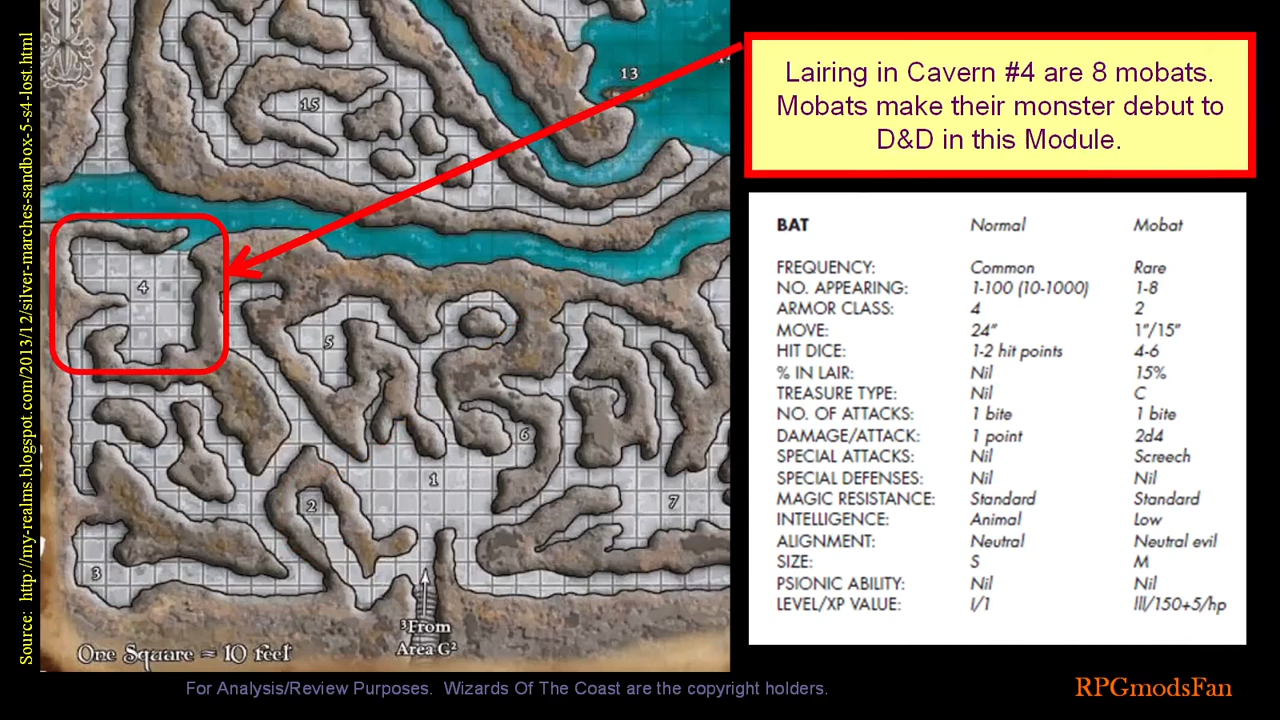 Source:  http://my-realms.blogspot.com/2013/12/silver-marches-sandbox-5-s4-lost.html
Lairing in Cavern #4 are 8 mobats.
Mobats make their monster debut to
D&D in this Module.
13
15
4
5
6
1
2
7
3
³From
Area G²
One Square = 10 feet
BAT Normal Mobat
FREQUENCY: Common Rare
NO. APPEARING: 1-100 (10-1000) 1-8
ARMOR CLASS: 4 2
MOVE: 24" 1"/15"
HIT DICE: 1-2 hit points 4-6
% IN LAIR: Nil 15%
TREASURE TYPE: Nil C
NO. OF ATTACKS: 1 bite 1 bite
DAMAGE/ATTACK: 1 point 2d4
SPECIAL ATTACKS: Nil Screech
SPECIAL DEFENSES: Nil Nil
MAGIC RESISTANCE: Standard Standard
INTELLIGENCE: Animal Low
ALIGNMENT: Neutral Neutral evil
SIZE: S M
PSIONIC ABILITY: Nil Nil
LEVEL/XP VALUE: I/1 III/150+5/hp
For Analysis/Review Purposes.  Wizards Of The Coast are the copyright holders.
RPGmodsFan